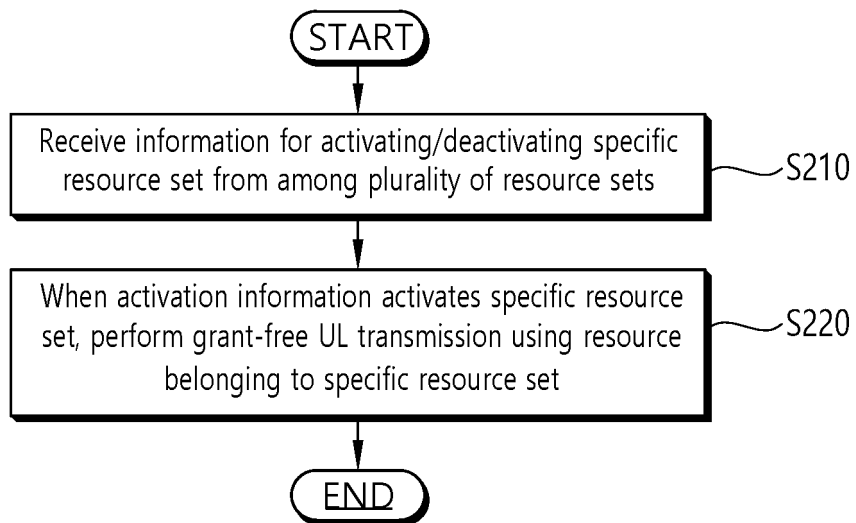 START
Receive information for activating/deactivating specific
resource set from among plurality of resource sets
S210
When activation information activates specific resource
set, perform grant-free UL transmission using resource
belonging to specific resource set
S220
END